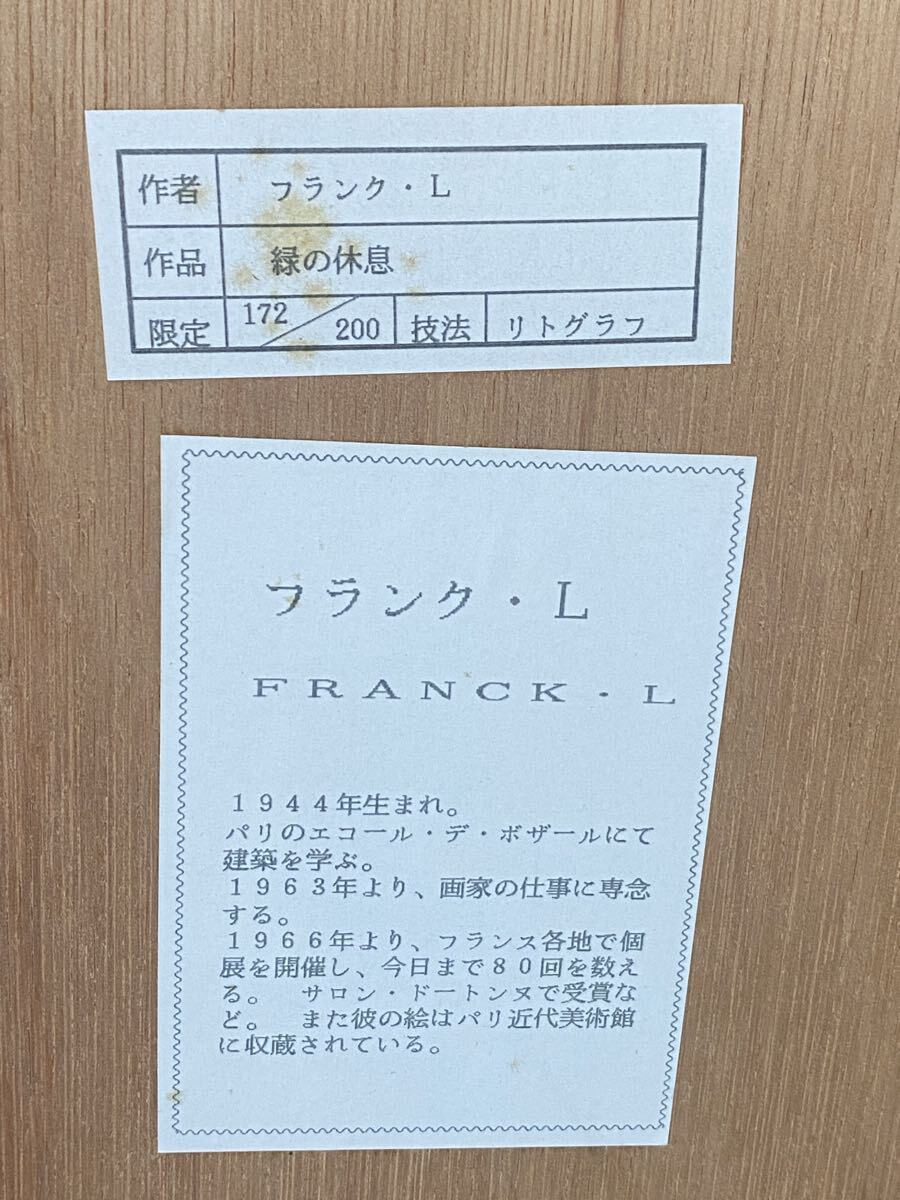 作者 フランク・L
作品 緑の休息
限定 172/200 技法 リトグラフ
フランク・L
ＦＲＡＮＣＫ・Ｌ
１９４４年生まれ。
パリのエコール・デ・ボザールにて
建築を学ぶ。
１９６３年より、画家の仕事に専念
する。
１９６６年より、フランス各地で個
展を開催し、今日まで８０回を数え
る。　サロン・ドートンヌで受賞な
ど。　また彼の絵はパリ近代美術館
に収蔵されている。